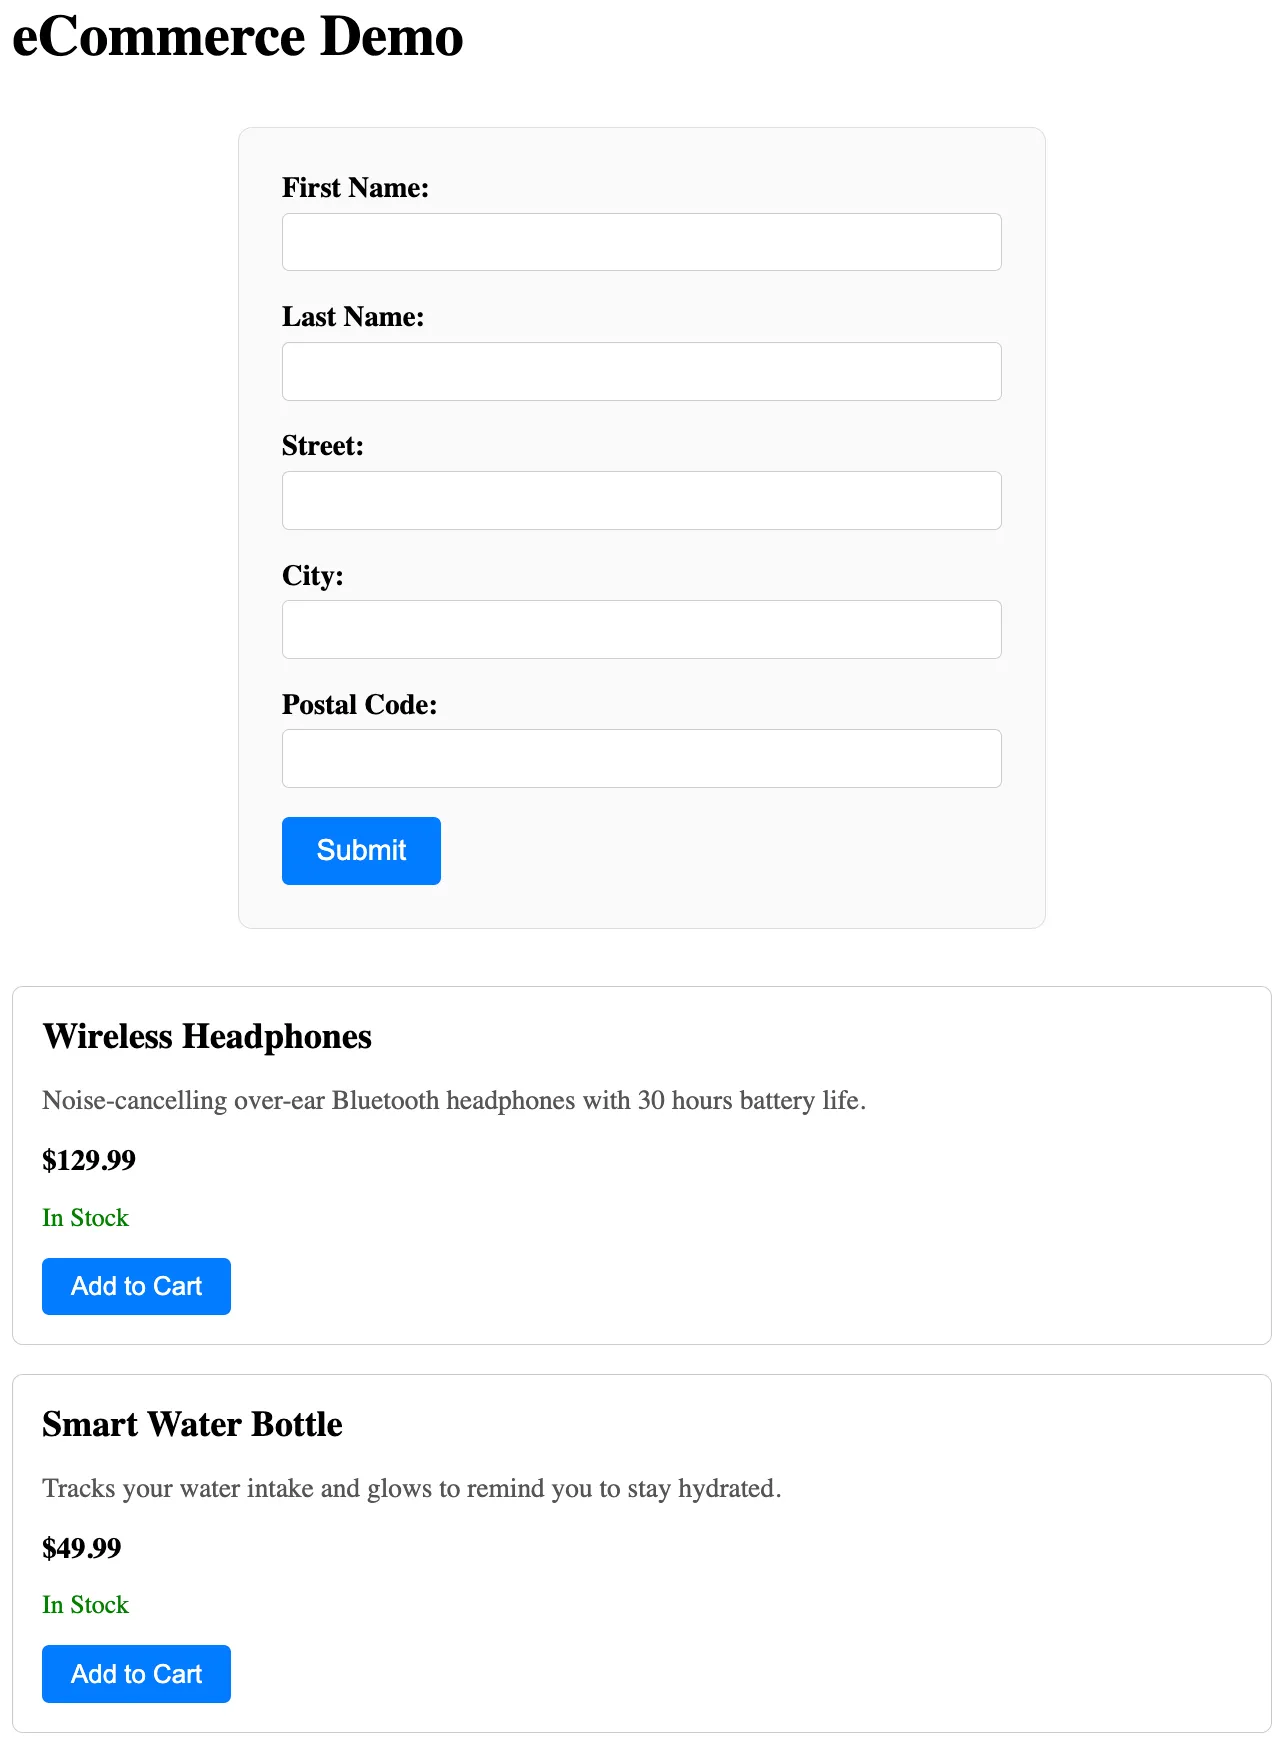 eCommerce Demo
First Name:
Last Name:
Street:
City:
Postal Code:
Submit
Wireless Headphones
Noise-cancelling over-ear Bluetooth headphones with 30 hours battery life.
$129.99
In Stock
Add to Cart
Smart Water Bottle
Tracks your water intake and glows to remind you to stay hydrated.
$49.99
In Stock
Add to Cart